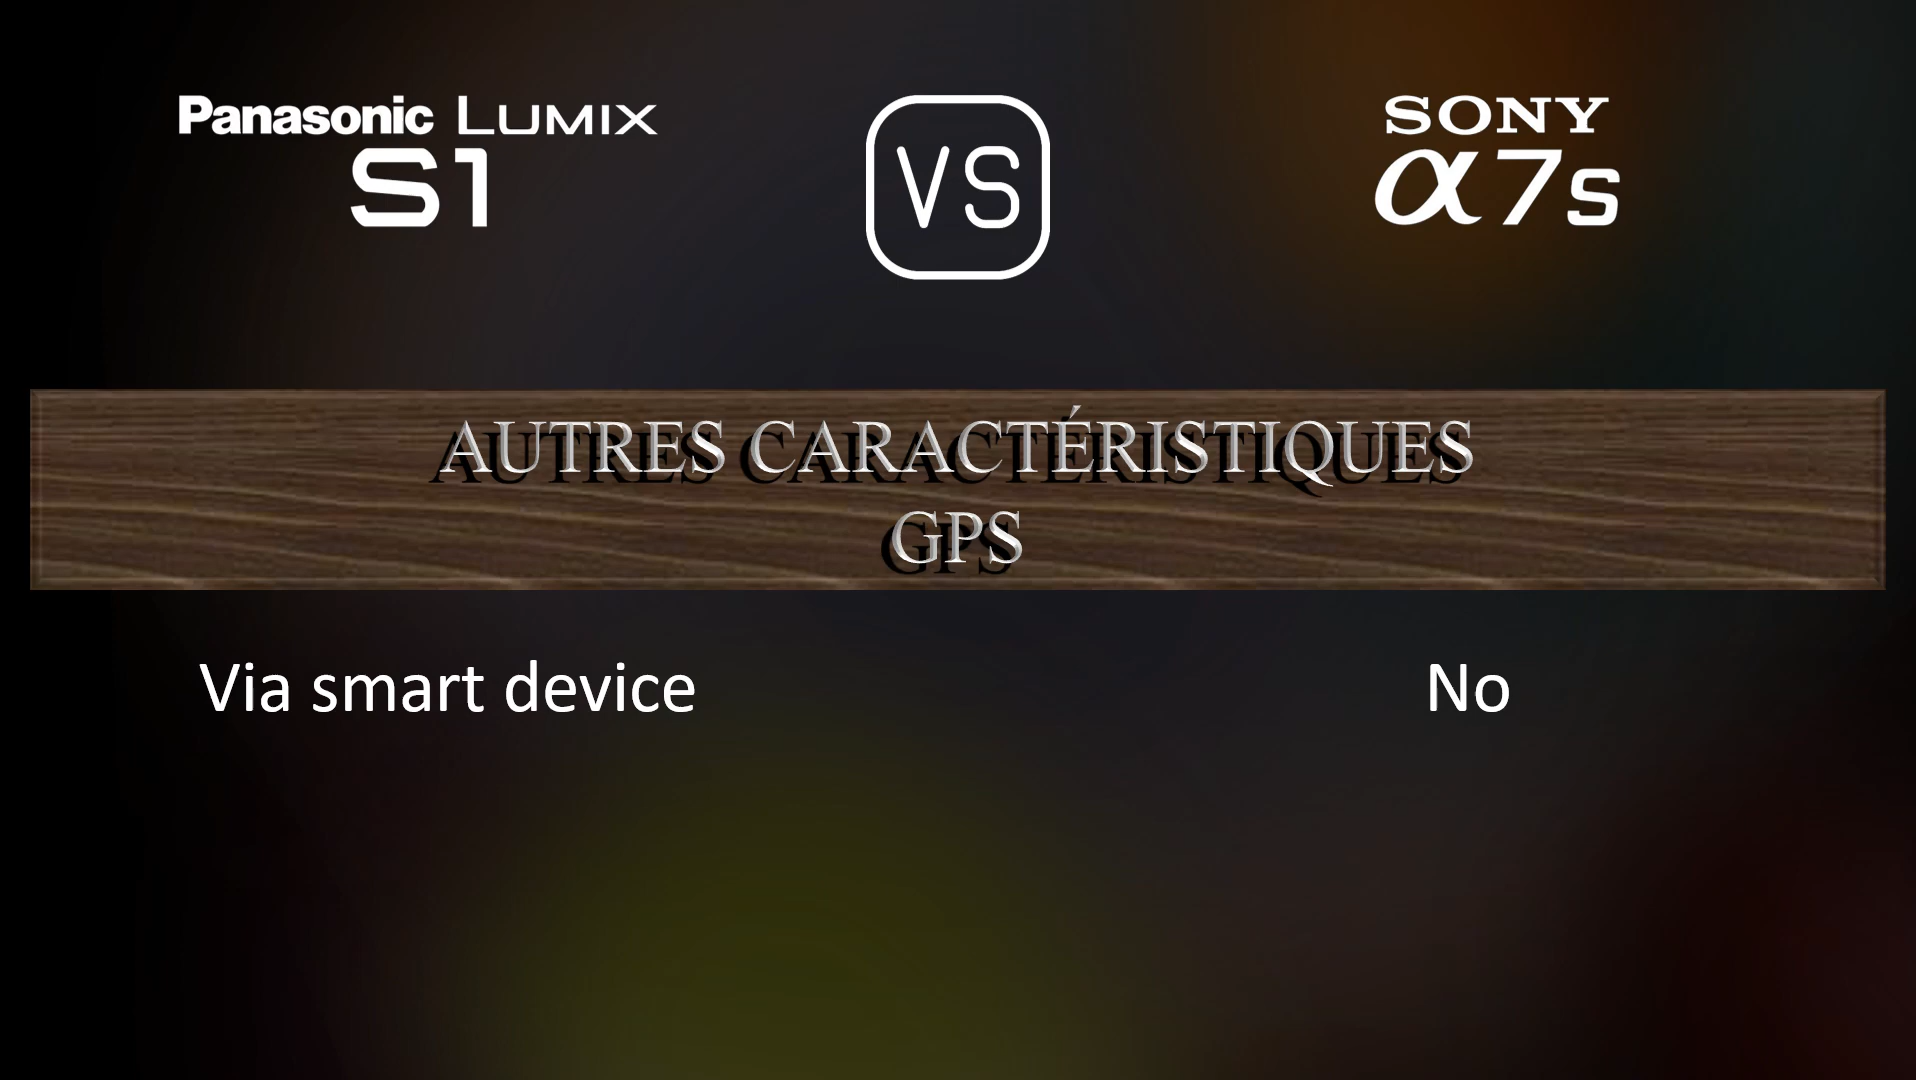 Panasonic LUMIX
S1
VS
SONY
α7s
AUTRES CARACTÉRISTIQUES
GPS
Via smart device
No